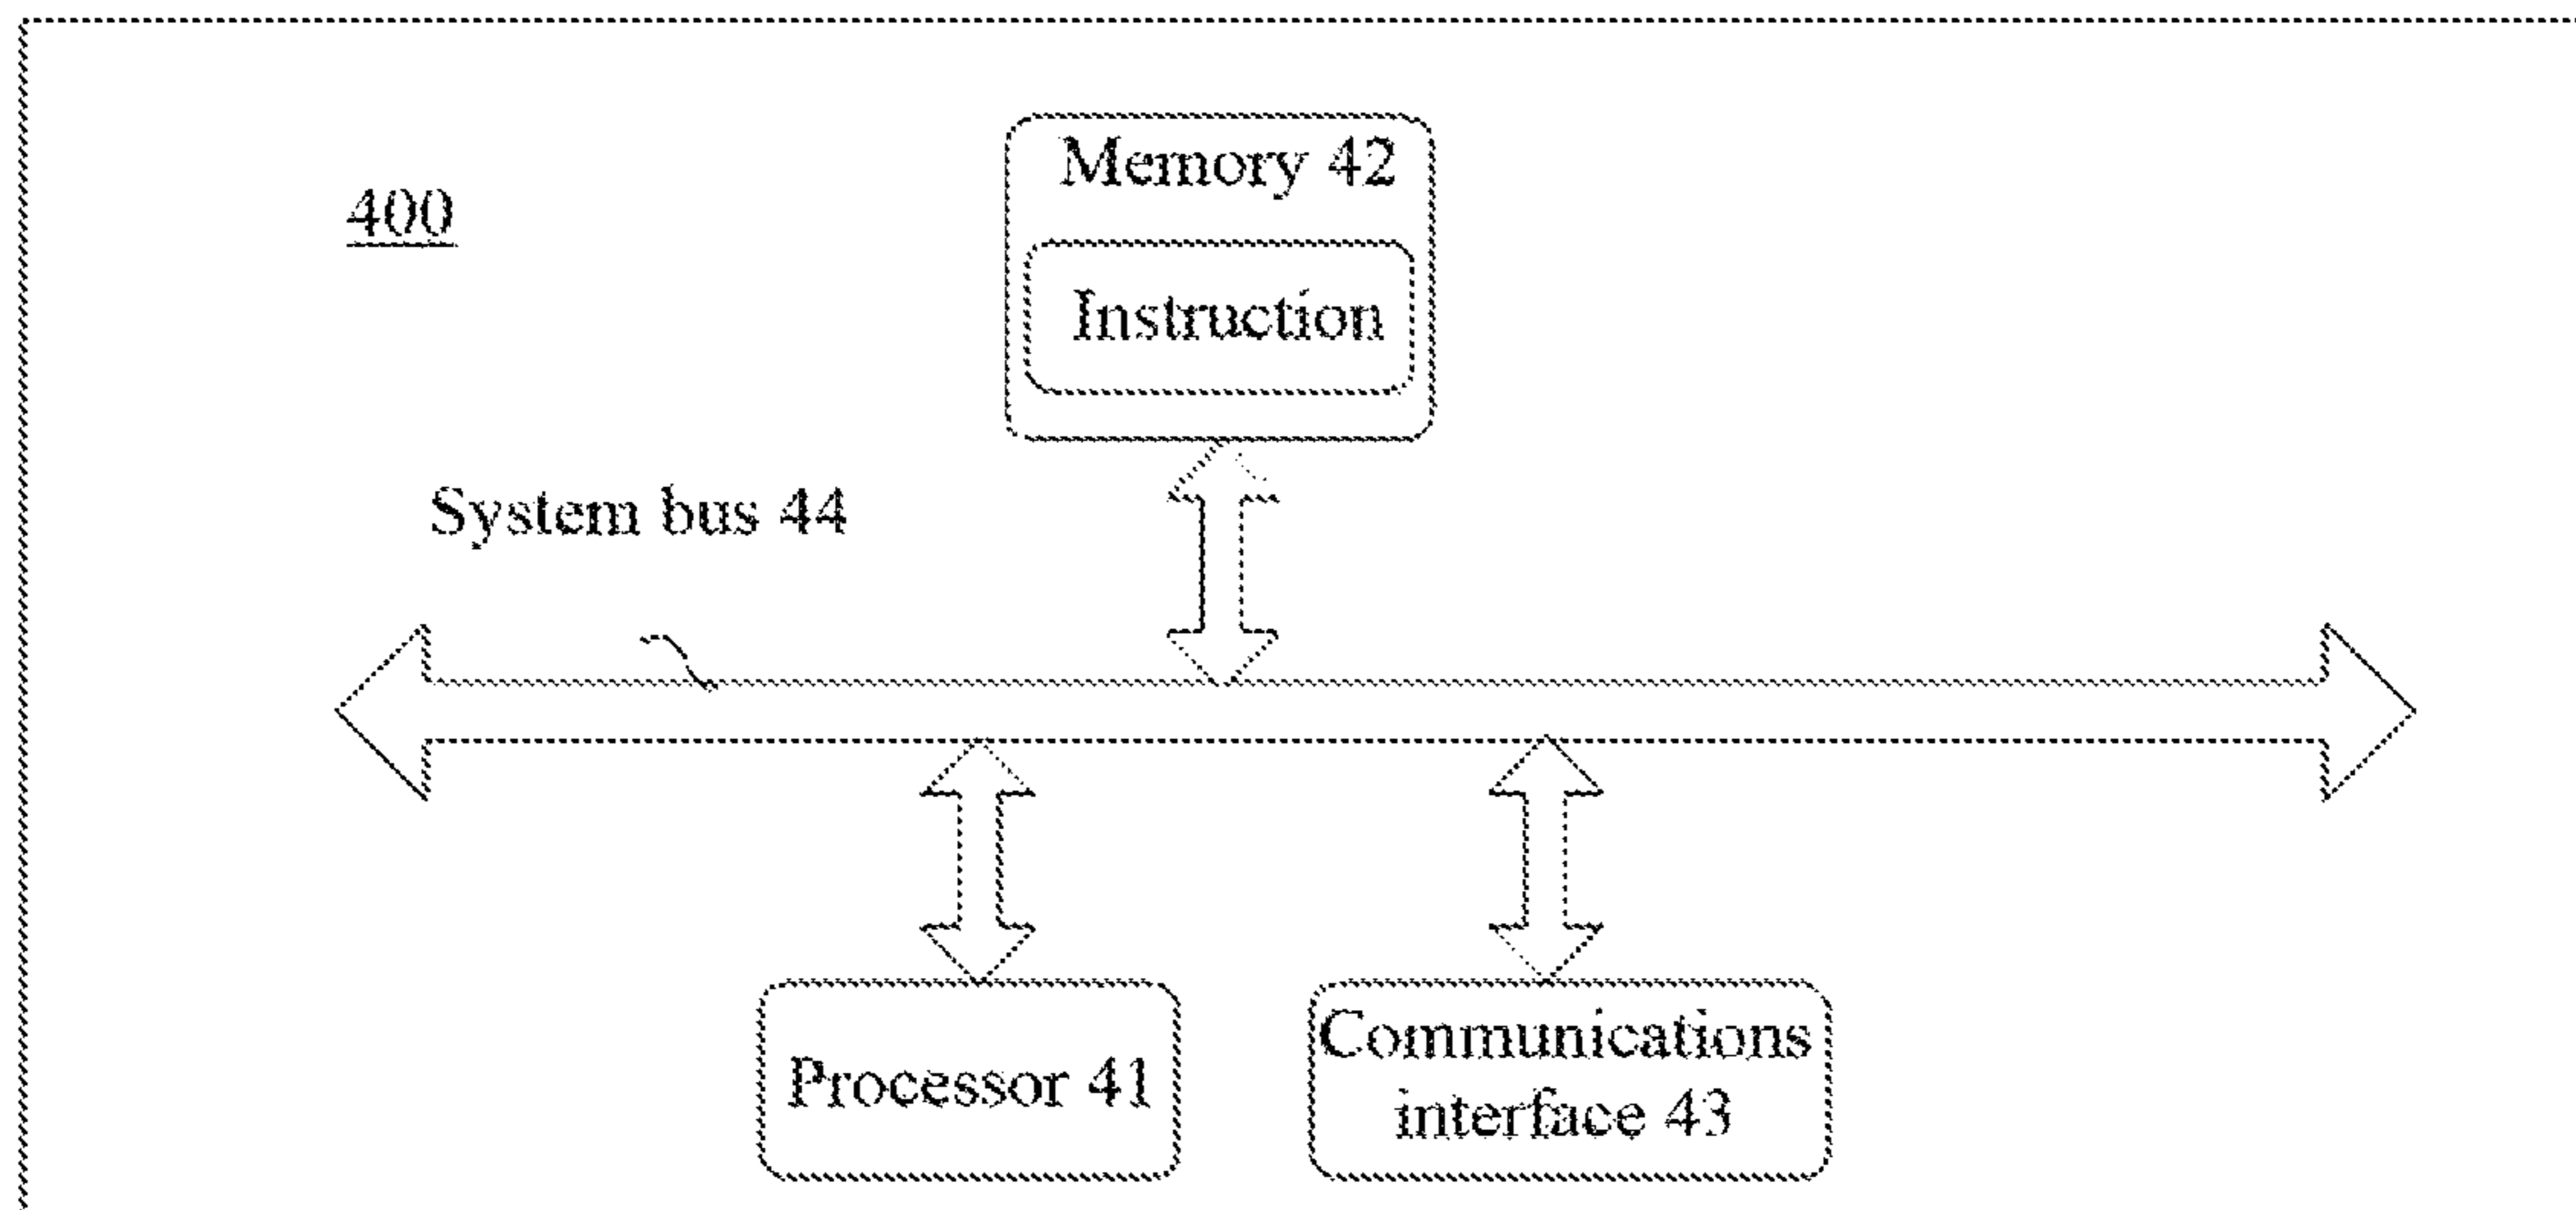 400
Memory 42
Instruction
System bus 44
Processor 41
Communications
interface 43